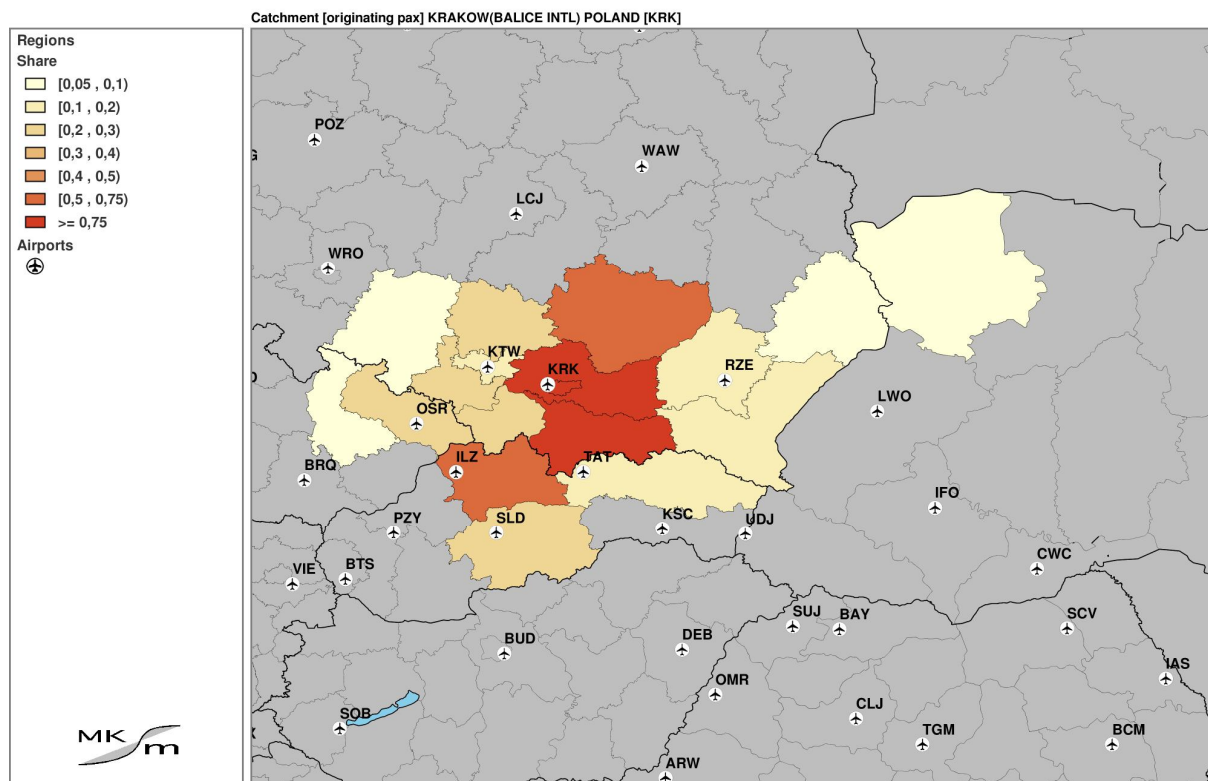 Catchment [originating pax] KRAKOW(BALICE INTL) POLAND [KRK]
Regions
Share
[0,05 , 0,1)
[0,1 , 0,2)
[0,2 , 0,3)
[0,3 , 0,4)
[0,4 , 0,5)
[0,5 , 0,75)
>= 0,75
Airports
POZ
WAW
LCJ
WRO
KTW
KRK
RZE
OSR
LWO
ILZ
TAT
BRQ
IFO
PZY
SLD
KSC
UDJ
CWC
BTS
VIE
SUJ
BAY
SCV
BUD
DEB
IAS
OMR
SOB
CLJ
TGM
BCM
ARW
MK
m